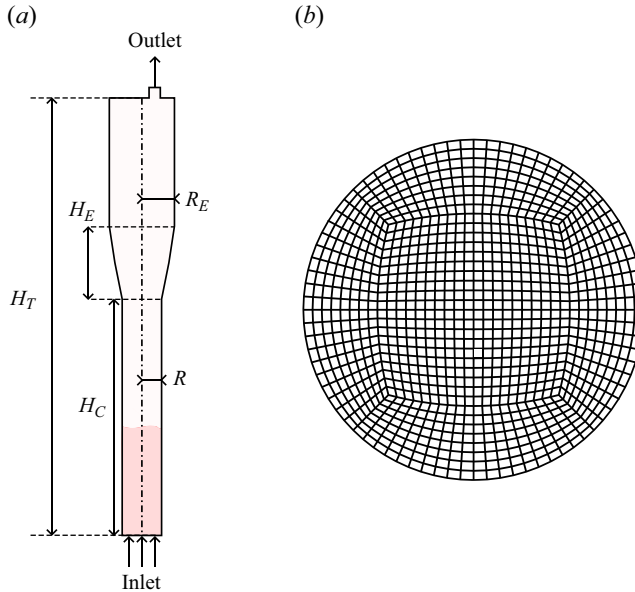 (a)
(b)
Outlet
R_E
H_E
H_T
R
H_C
Inlet